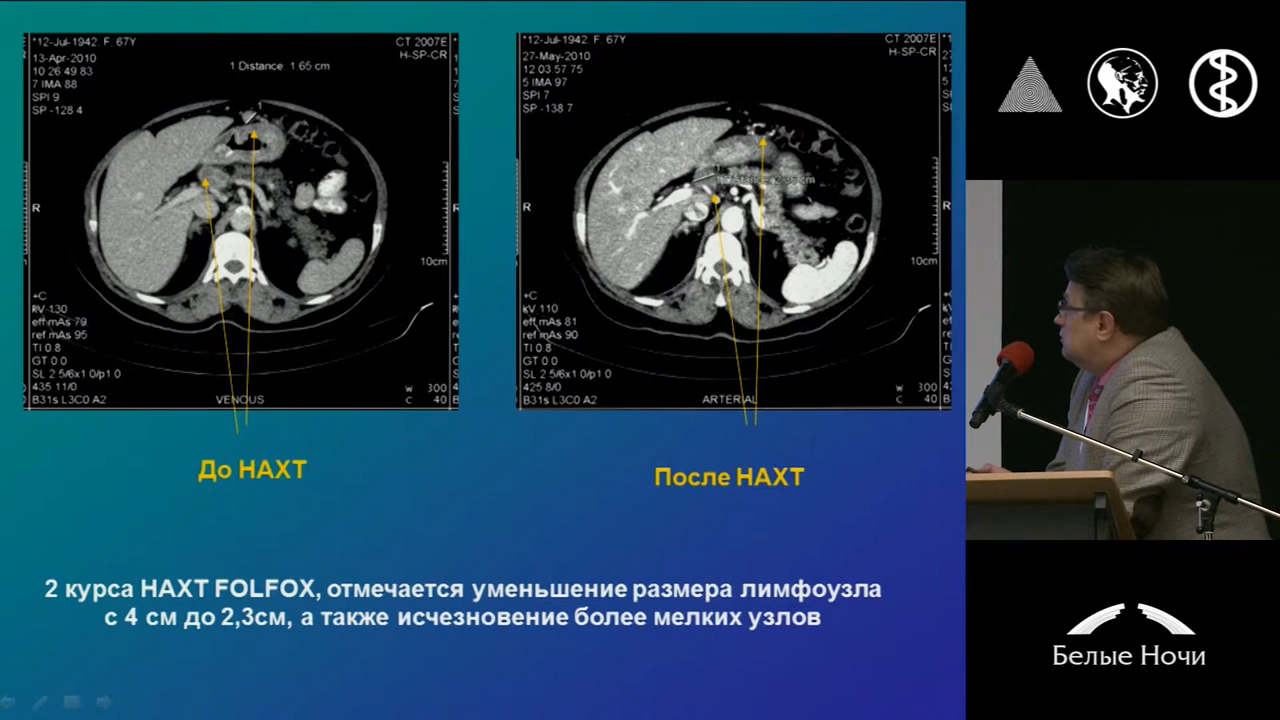 *12-Jul-1942. F. 67Y
13-Apr-2010
10 26 49 83
7 IMA 88
SPI 9
SP -128.4
CT 2007E
H-SP-CR
1 Distance: 1.65 cm
1
R
10cm
+C
KV 130
eff mAs 79
ref mAs 95
TI 0.8
GT 0.0
SL 2.5/6x1.0/p1.0
435 11/0
B31s L3C0 A2
VENOUS
W 300
C 40
*12-Jul-1942. F. 67Y
27-May-2010
12.03.57 75
5 IMA 97
SPI 7
SP -138.7
CT 2007E
H-SP-CR
R
10cm
+C
kV 110
eff mAs 81
ref mAs 90
TI 0.8
GT 0.0
SL 2.5/6x1.0/p1.0
425 8/0
B31s L3C0 A2
ARTERIAL
W 300
C 40
До НАХТ
После НАХТ
2 курса НАХТ FOLFOX, отмечается уменьшение размера лимфоузла
с 4 см до 2,3см, а также исчезновение более мелких узлов
Белые Ночи